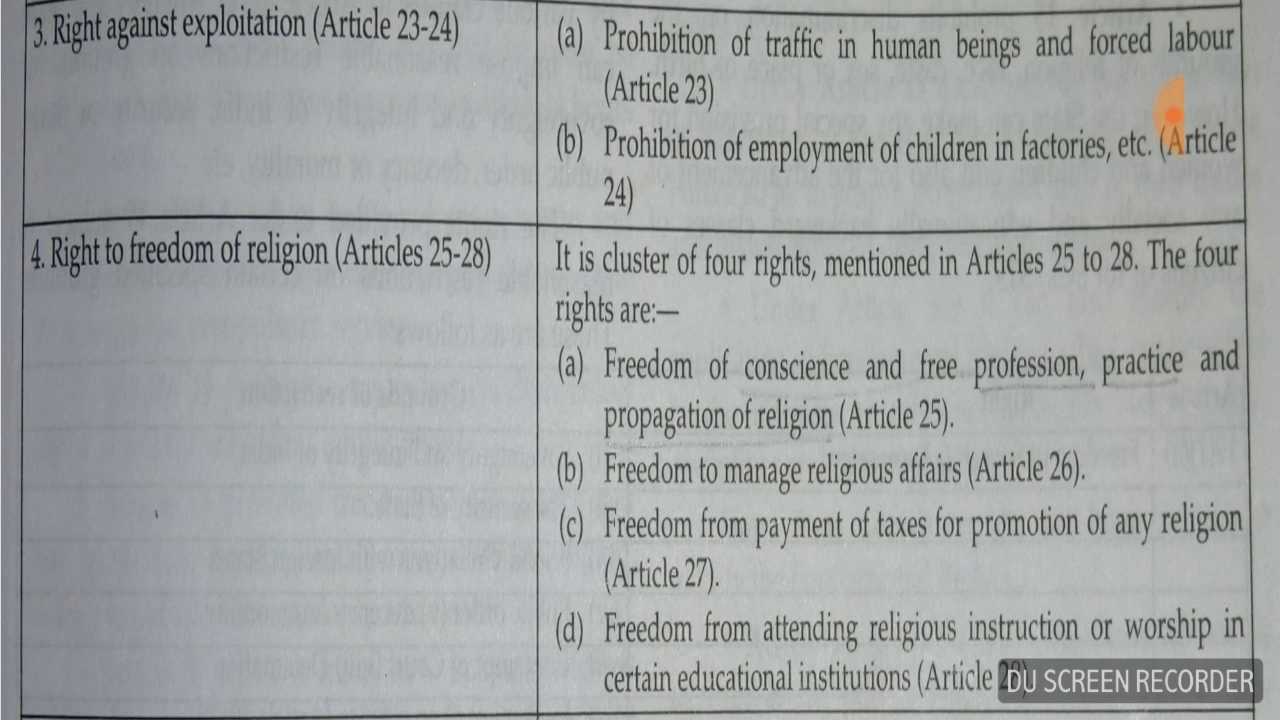 3. Right against exploitation (Article 23-24)
(a) Prohibition of traffic in human beings and forced labour
(Article 23)
(b) Prohibition of employment of children in factories, etc. (Article
24)
4. Right to freedom of religion (Articles 25-28)
It is cluster of four rights, mentioned in Articles 25 to 28. The four
rights are:—
(a) Freedom of conscience and free profession, practice and
propagation of religion (Article 25).
(b) Freedom to manage religious affairs (Article 26).
(c) Freedom from payment of taxes for promotion of any religion
(Article 27).
(d) Freedom from attending religious instruction or worship in
certain educational institutions (Article 28)
DU SCREEN RECORDER